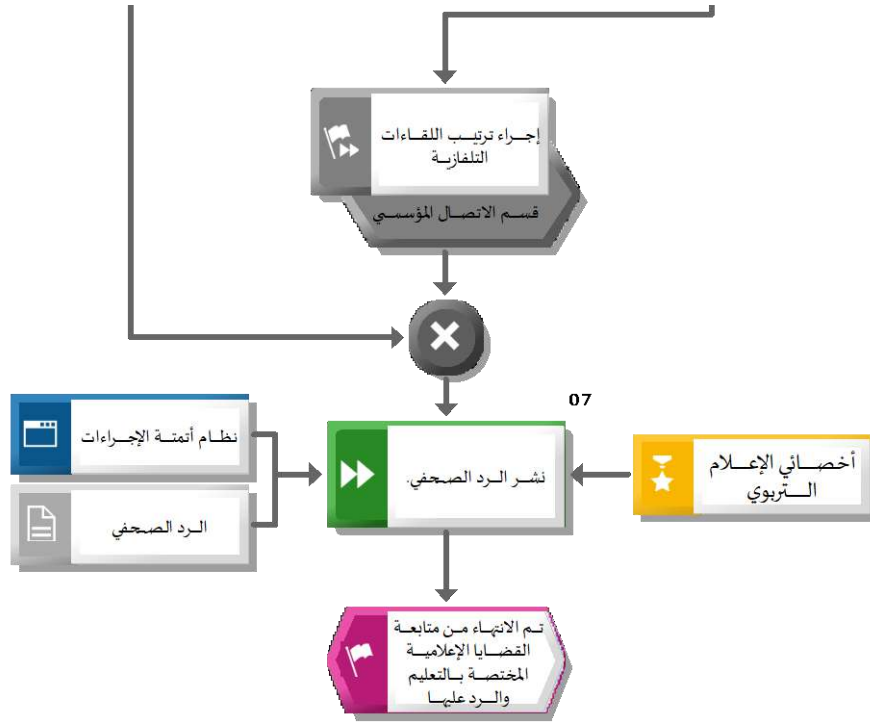 إجراء ترتيب اللقاءات
التلفازية
قسم الاتصال المؤسسي
07
نظام أتمتة الإجراءات
نشر الرد الصحفي.
أخصائي الإعلام
التربوي
الرد الصحفي
تم الانتهاء من متابعة
القضايا الإعلامية
المختصة بالتعليم
والرد عليها